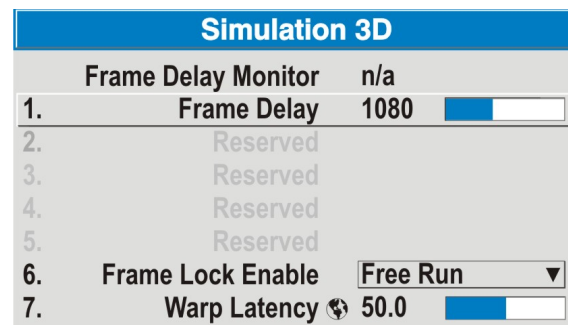 Simulation 3D
Frame Delay Monitor n/a
1. Frame Delay 1080
2. Reserved
3. Reserved
4. Reserved
5. Reserved
6. Frame Lock Enable Free Run ▼
7. Warp Latency 50.0